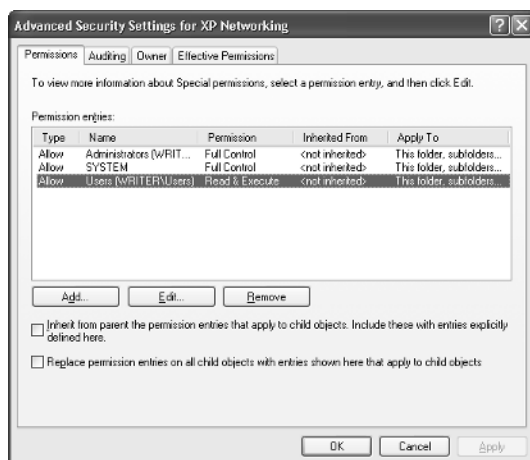 Advanced Security Settings for XP Networking
Permissions Auditing Owner Effective Permissions
To view more information about Special permissions, select a permission entry, and then click Edit.
Permission entries:
Type Name Permission Inherited From Apply To
Allow Administrators (WRIT... Full Control <not inherited> This folder, subfolders...
Allow SYSTEM Full Control <not inherited> This folder, subfolders...
Allow Users (WRITER\Users) Read & Execute <not inherited> This folder, subfolders...
Add... Edit... Remove
Inherit from parent the permission entries that apply to child objects. Include these with entries explicitly
defined here.
Replace permission entries on all child objects with entries shown here that apply to child objects
OK Cancel Apply